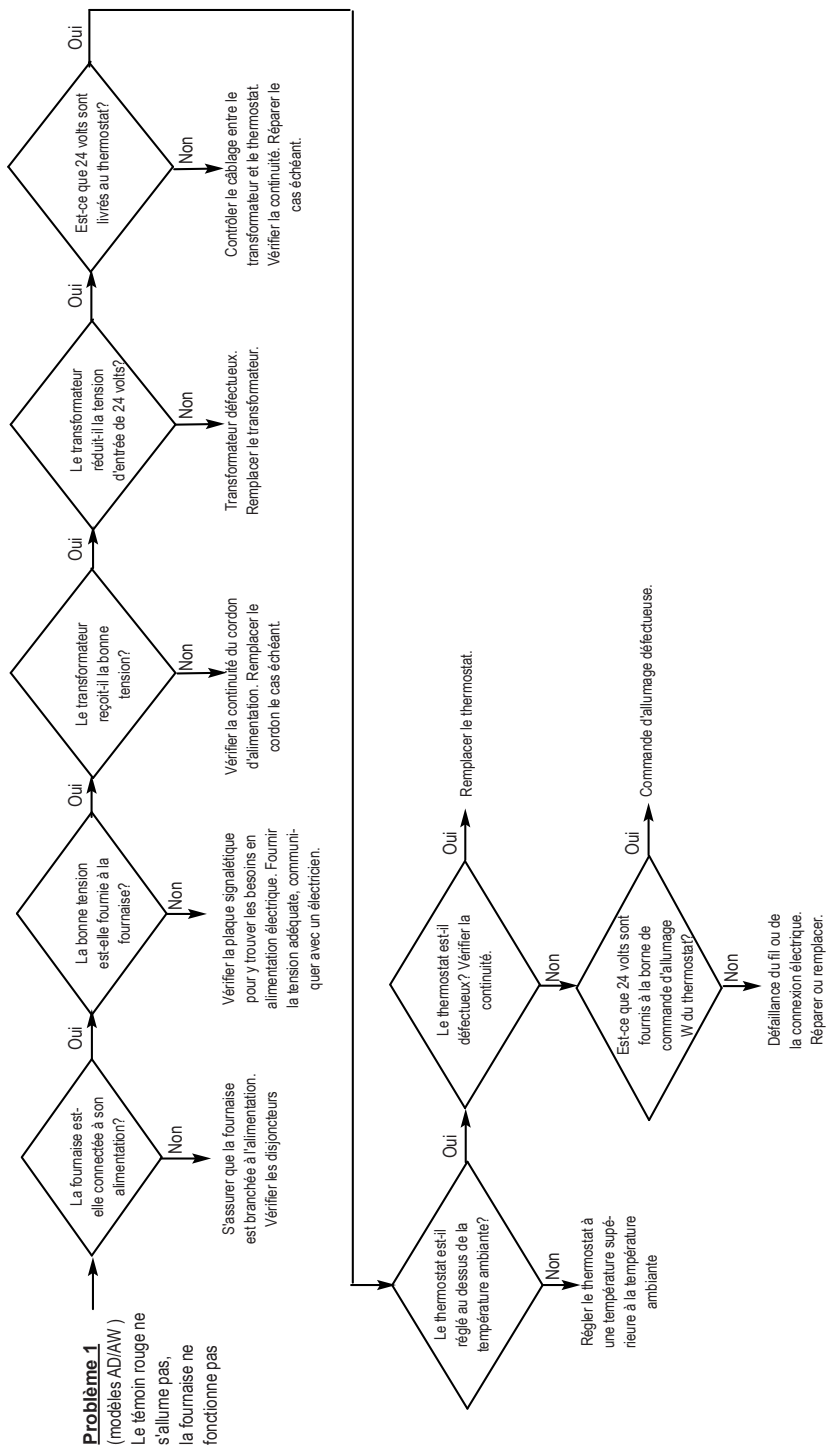 Problème 1
(modèles AD/AW )
Le témoin rouge ne
s'allume pas,
la fournaise ne
fonctionne pas
La fournaise est-
elle connectée à son
alimentation?
Oui
Non
S'assurer que la fournaise
est branchée à l'alimentation.
Vérifier les disjoncteurs
La bonne tension
est-elle fournie à la
fournaise?
Oui
Non
Vérifier la plaque signalétique
pour y trouver les besoins en
alimentation électrique. Fournir
la tension adéquate, communi-
quer avec un électricien.
Le transformateur
reçoit-il la bonne
tension?
Oui
Non
Vérifier la continuité du cordon
d'alimentation. Remplacer le
cordon le cas échéant.
Le transformateur
réduit-il la tension
d'entrée de 24 volts?
Oui
Non
Transformateur défectueux.
Remplacer le transformateur.
Est-ce que 24 volts sont
livrés au thermostat?
Oui
Non
Contrôler le câblage entre le
transformateur et le thermostat.
Vérifier la continuité. Réparer le
cas échéant.
Le thermostat est-il
réglé au dessus de la
température ambiante?
Oui
Non
Régler le thermostat à
une température supé-
rieure à la température
ambiante
Le thermostat est-il
défectueux? Vérifier la
continuité.
Oui
Remplacer le thermostat.
Non
Est-ce que 24 volts sont
fournis à la borne de
commande d'allumage
W du thermostat?
Oui
Commande d'allumage défectueuse.
Non
Défaillance du fil ou de
la connexion électrique.
Réparer ou remplacer.